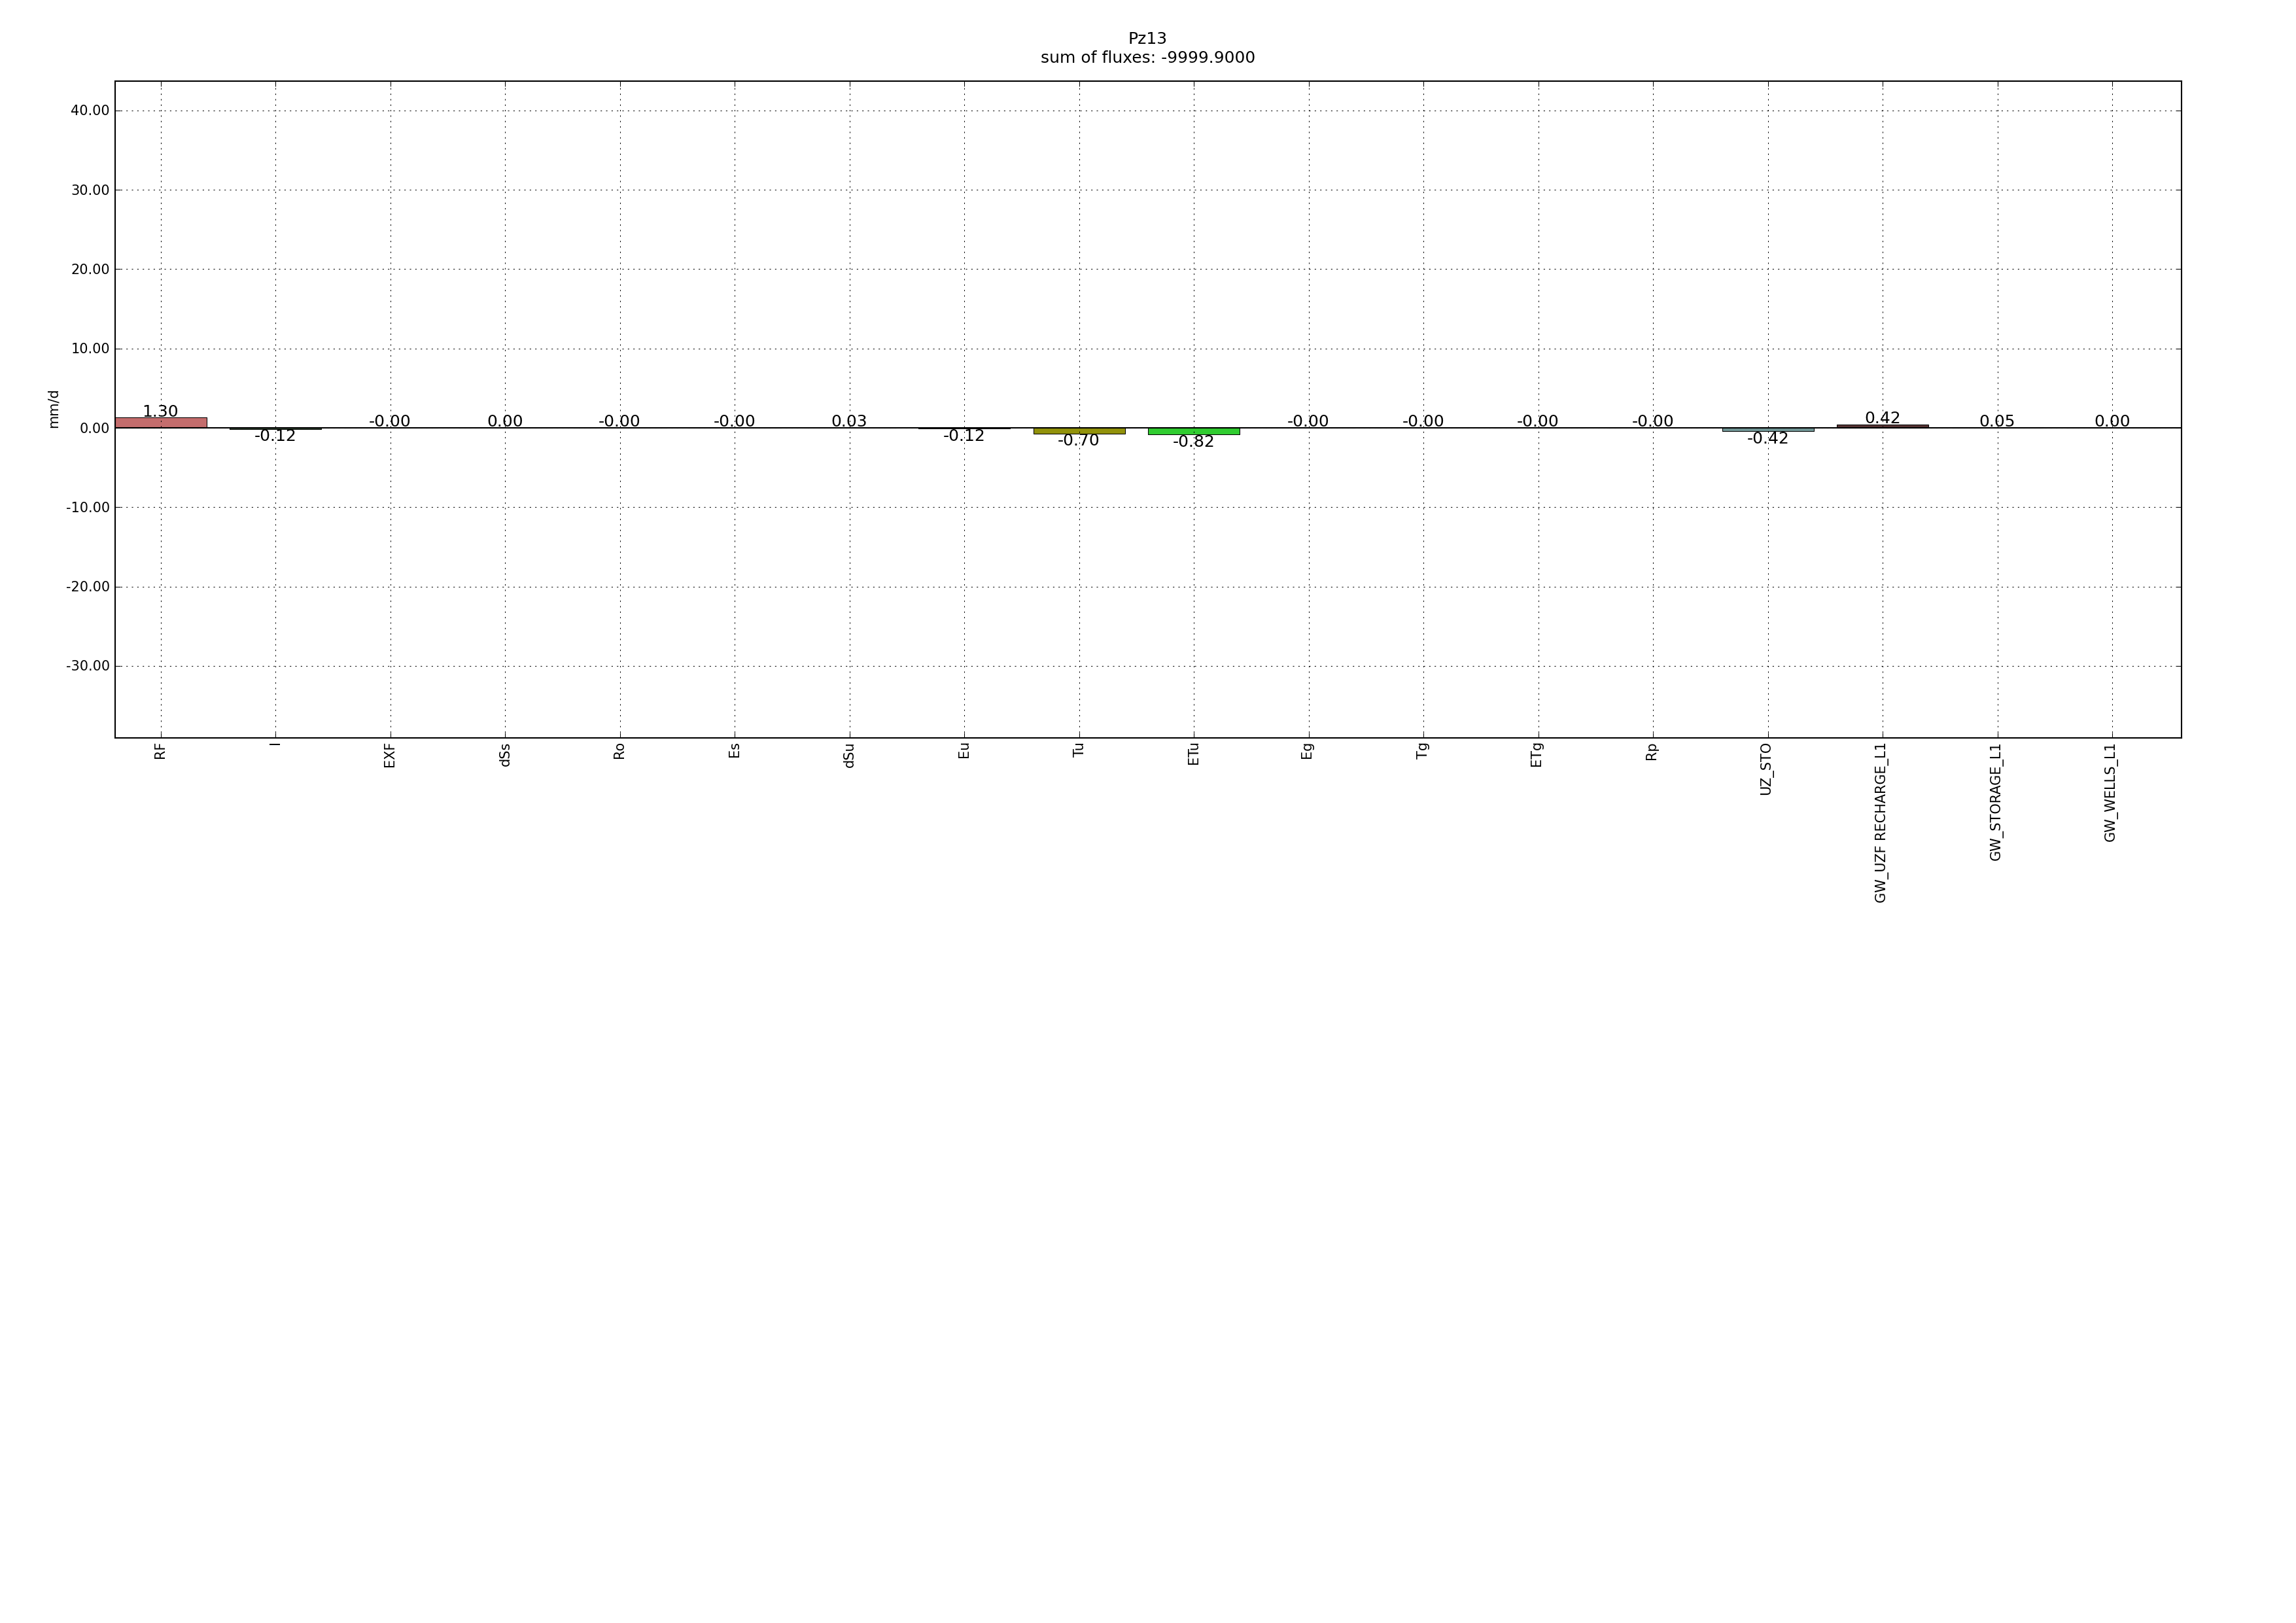 Pz13
sum of fluxes: -9999.9000
mm/d
40.00
30.00
20.00
10.00
0.00
-10.00
-20.00
-30.00
1.30
-0.12
-0.00
0.00
-0.00
-0.00
0.03
-0.12
-0.70
-0.82
-0.00
-0.00
-0.00
-0.00
-0.42
0.42
0.05
0.00
RF
I
EXF
dSs
Ro
Es
dSu
Eu
Tu
ETu
Eg
Tg
ETg
Rp
UZ_STO
GW_UZF RECHARGE_L1
GW_STORAGE_L1
GW_WELLS_L1